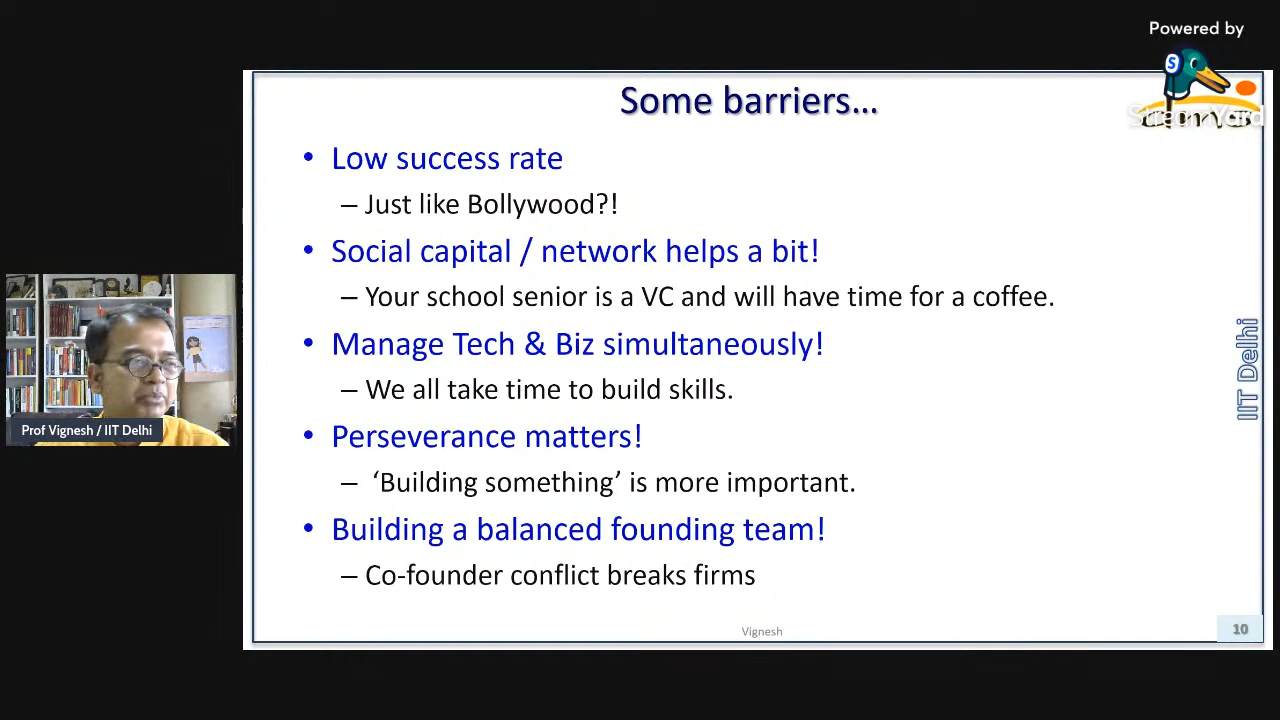 Powered by
StreamYard
Some barriers...
• Low success rate
– Just like Bollywood?!
• Social capital / network helps a bit!
– Your school senior is a VC and will have time for a coffee.
• Manage Tech & Biz simultaneously!
– We all take time to build skills.
• Perseverance matters!
– ‘Building something’ is more important.
• Building a balanced founding team!
– Co-founder conflict breaks firms
IIT Delhi
Prof Vignesh / IIT Delhi
Vignesh
10